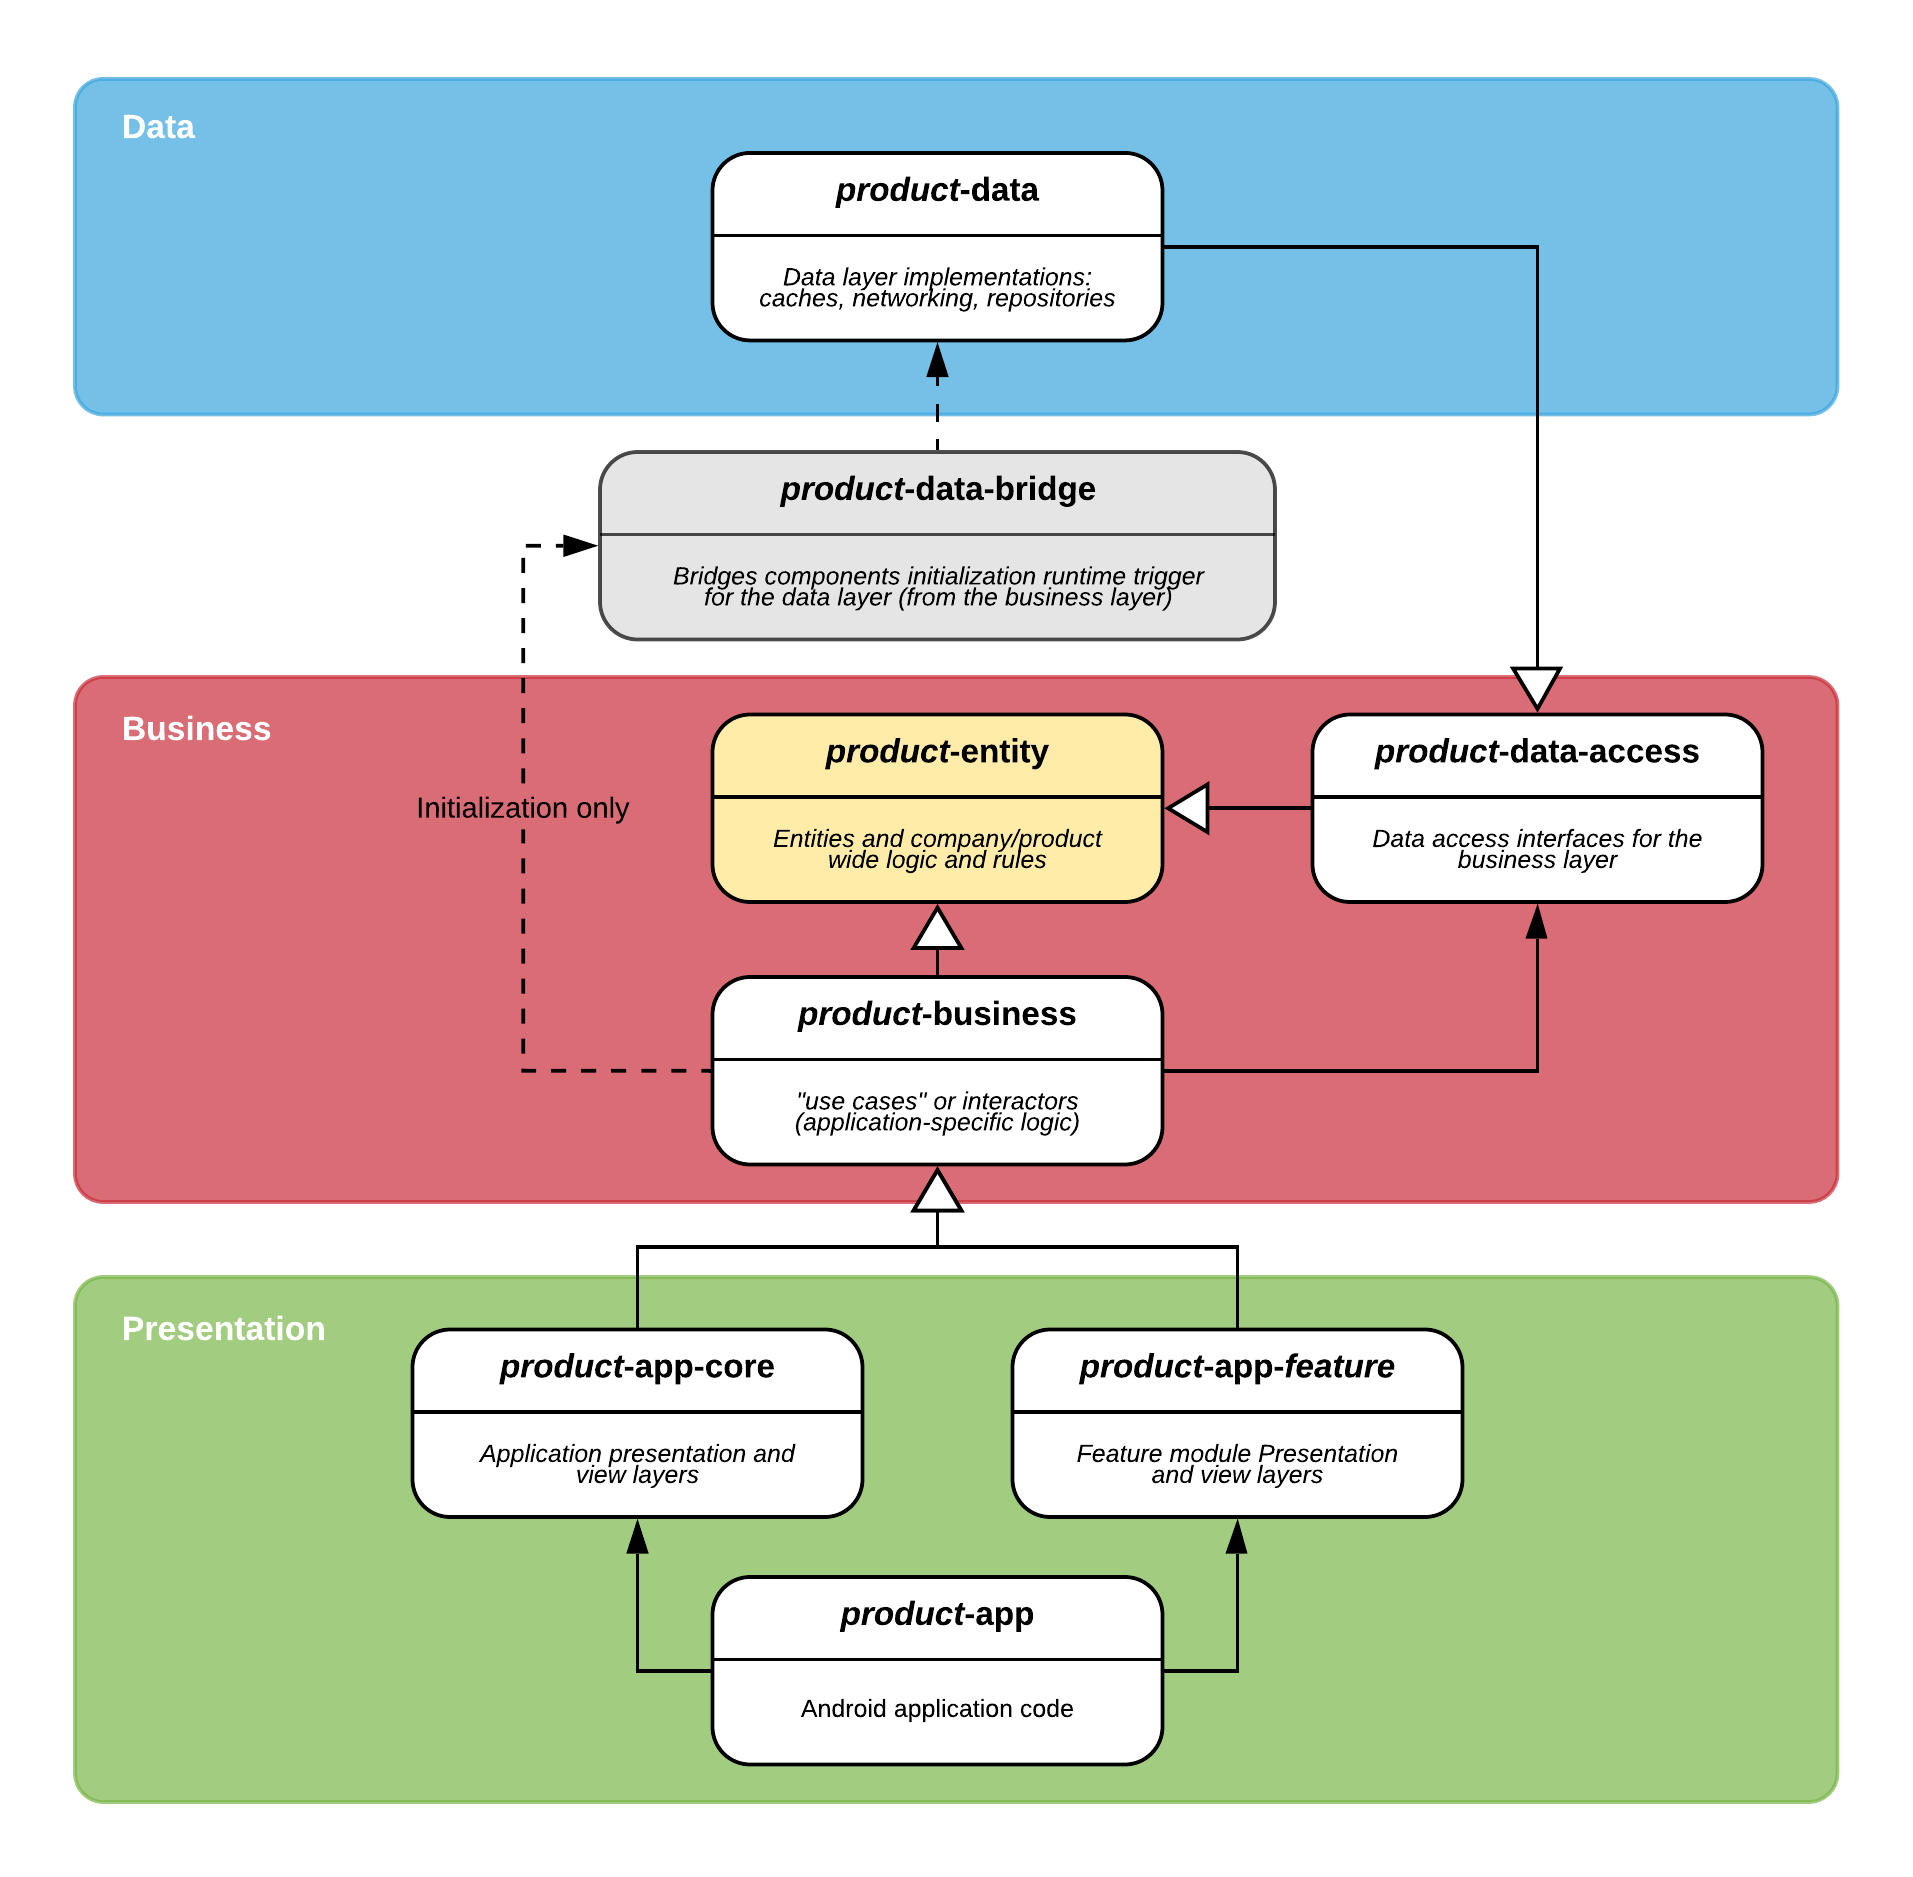 Data
product-data
Data layer implementations:
caches, networking, repositories
product-data-bridge
Bridges components initialization runtime trigger
for the data layer (from the business layer)
Business
product-entity
Entities and company/product
wide logic and rules
product-data-access
Data access interfaces for the
business layer
Initialization only
product-business
"use cases" or interactors
(application-specific logic)
Presentation
product-app-core
Application presentation and
view layers
product-app-feature
Feature module Presentation
and view layers
product-app
Android application code